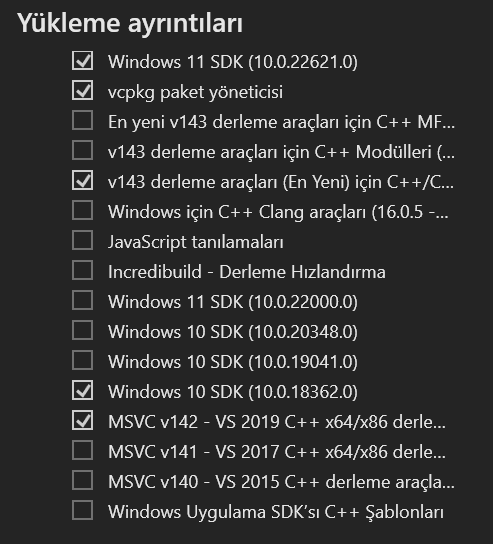 Yükleme ayrıntıları
Windows 11 SDK (10.0.22621.0)
vcpkg paket yöneticisi
En yeni v143 derleme araçları için C++ MF...
v143 derleme araçları için C++ Modülleri (...
v143 derleme araçları (En Yeni) için C++/C...
Windows için C++ Clang araçları (16.0.5 -...
JavaScript tanılamaları
Incredibuild - Derleme Hızlandırma
Windows 11 SDK (10.0.22000.0)
Windows 10 SDK (10.0.20348.0)
Windows 10 SDK (10.0.19041.0)
Windows 10 SDK (10.0.18362.0)
MSVC v142 - VS 2019 C++ x64/x86 derle...
MSVC v141 - VS 2017 C++ x64/x86 derle...
MSVC v140 - VS 2015 C++ derleme araçla...
Windows Uygulama SDK’sı C++ Şablonları